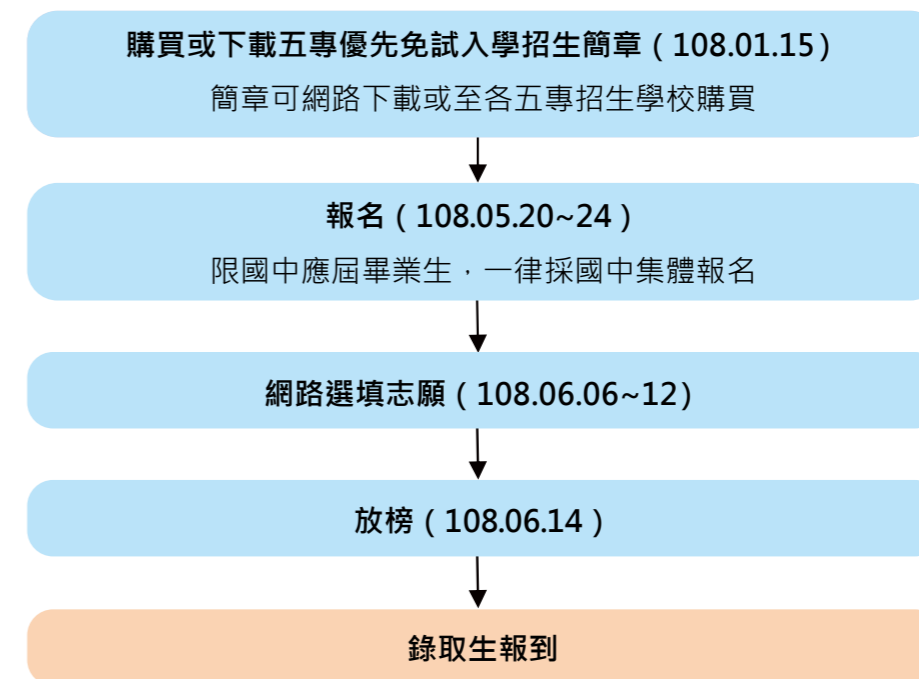 購買或下載五專優先免試入學招生簡章（108.01.15）
簡章可網路下載或至各五專招生學校購買
報名（108.05.20~24）
限國中應屆畢業生，一律採國中集體報名
網路選填志願（108.06.06~12）
放榜（108.06.14）
錄取生報到